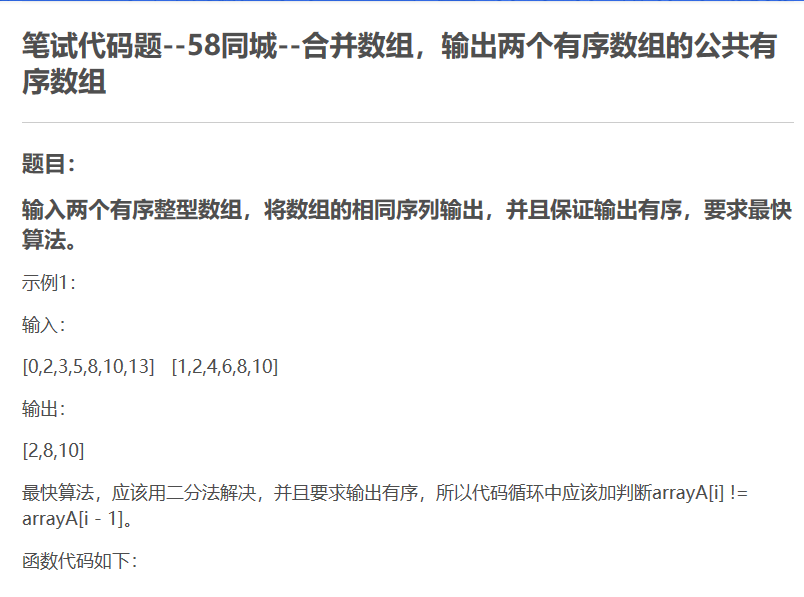 笔试代码题--58同城--合并数组，输出两个有序数组的公共有
序数组
题目：
输入两个有序整型数组，将数组的相同序列输出，并且保证输出有序，要求最快
算法。
示例1：
输入：
[0,2,3,5,8,10,13]   [1,2,4,6,8,10]
输出：
[2,8,10]
最快算法，应该用二分法解决，并且要求输出有序，所以代码循环中应该加判断arrayA[i] !=
arrayA[i - 1]。
函数代码如下：